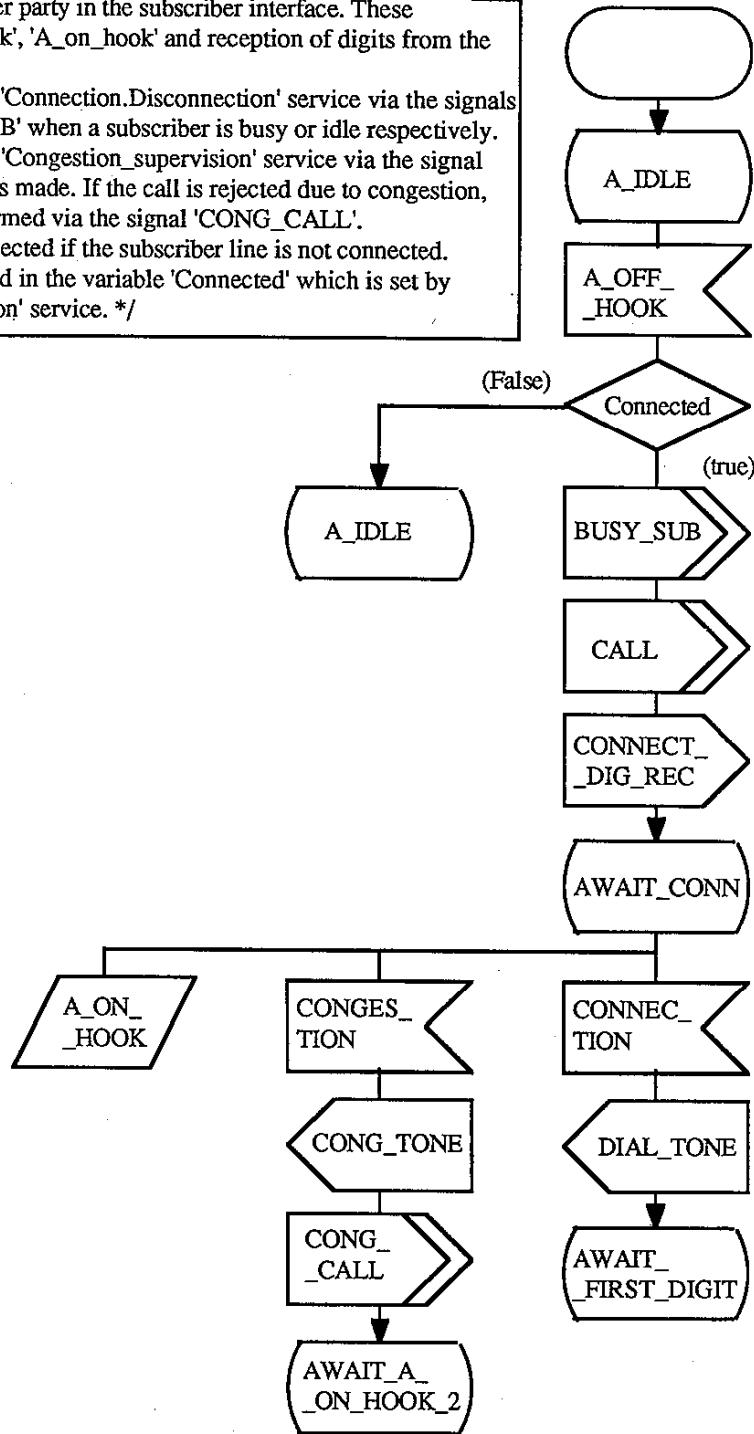 er party in the subscriber interface. These
k', 'A_on_hook' and reception of digits from the
'Connection.Disconnection' service via the signals
B' when a subscriber is busy or idle respectively.
'Congestion_supervision' service via the signal
s made. If the call is rejected due to congestion,
rmed via the signal 'CONG_CALL'.
ected if the subscriber line is not connected.
d in the variable 'Connected' which is set by
on' service. */
A_IDLE
A_OFF_
_HOOK
(False)
Connected
(true)
A_IDLE
BUSY_SUB
CALL
CONNECT_
_DIG_REC
AWAIT_CONN
A_ON_
_HOOK
CONGES_
TION
CONNEC_
TION
CONG_TONE
DIAL_TONE
CONG_
_CALL
AWAIT_
_FIRST_DIGIT
AWAIT_A_
_ON_HOOK_2